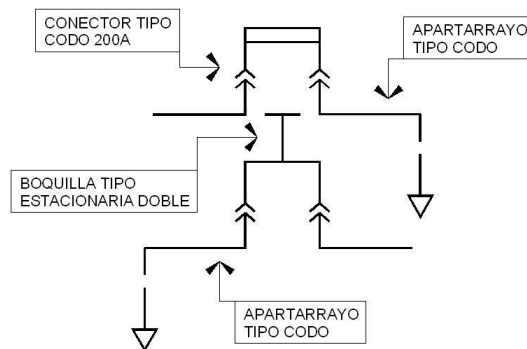 CONECTOR TIPO
CODO 200A
APARTARRAYO
TIPO CODO
BOQUILLA TIPO
ESTACIONARIA DOBLE
APARTARRAYO
TIPO CODO